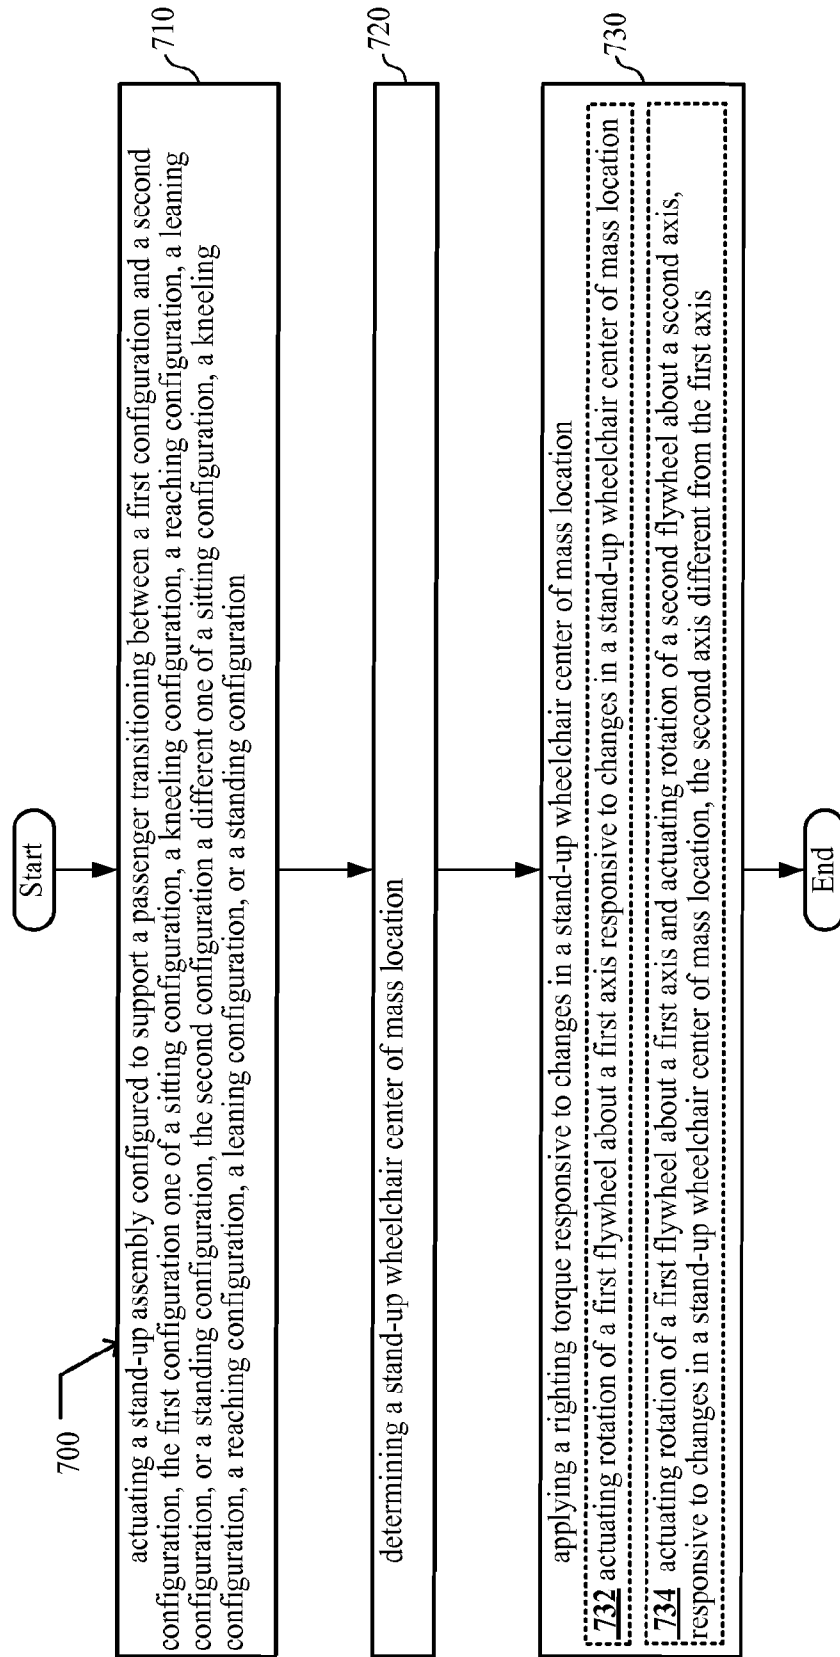 700
Start
710
actuating a stand-up assembly configured to support a passenger transitioning between a first configuration and a second
configuration, the first configuration one of a sitting configuration, a kneeling configuration, a reaching configuration, a leaning
configuration, or a standing configuration, the second configuration a different one of a sitting configuration, a kneeling
configuration, a reaching configuration, a leaning configuration, or a standing configuration
720
determining a stand-up wheelchair center of mass location
730
applying a righting torque responsive to changes in a stand-up wheelchair center of mass location
732 actuating rotation of a first flywheel about a first axis responsive to changes in a stand-up wheelchair center of mass location
734 actuating rotation of a first flywheel about a first axis and actuating rotation of a second flywheel about a second axis,
responsive to changes in a stand-up wheelchair center of mass location, the second axis different from the first axis
End